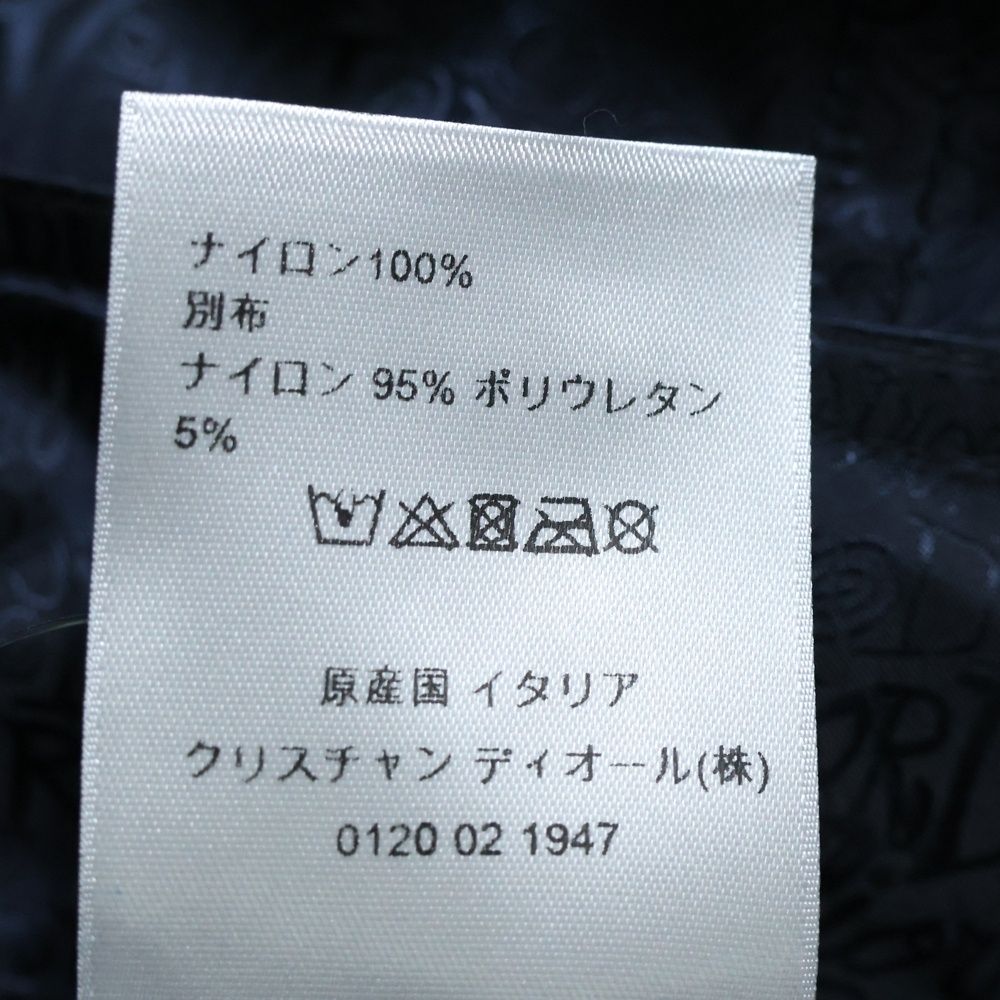 ナイロン100%
別布
ナイロン 95% ポリウレタン
5%
原産国 イタリア
クリスチャン ディオール(株)
0120 02 1947